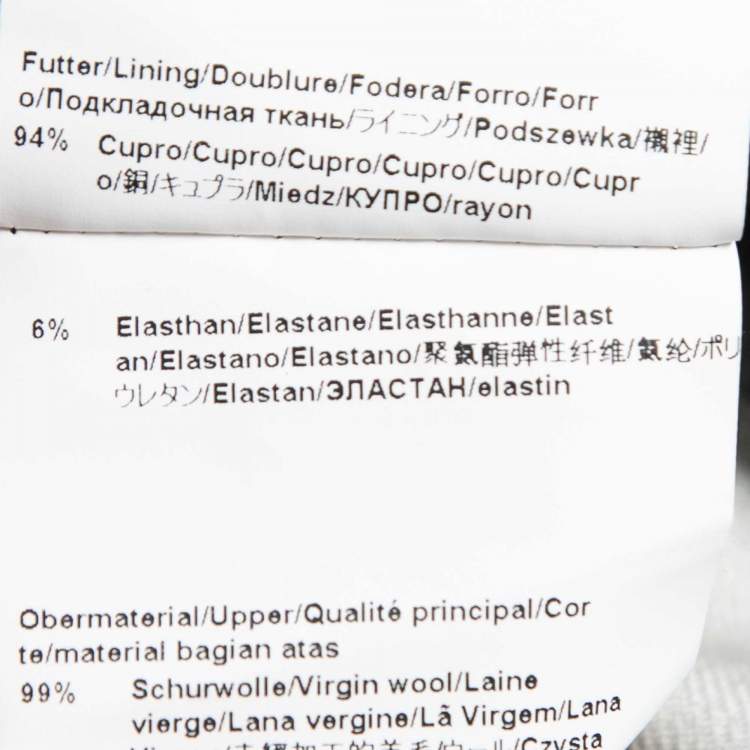 Futter/Lining/Doublure/Fodera/Forro/Forr
o/Подкладочная ткань/ライニング/Podszewka/襯裡/
94% Cupro/Cupro/Cupro/Cupro/Cupro/Cupr
o/銅/キュプラ/Miedz/КУПРО/rayon
6% Elasthan/Elastane/Elasthanne/Elast
an/Elastano/Elastano/聚氨酯弹性纤维/氨纶/ポリ
ウレタン/Elastan/ЭЛАСТАН/elastin
Obermaterial/Upper/Qualité principal/Cor
te/material bagian atas
99% Schurwolle/Virgin wool/Laine
vierge/Lana vergine/Lã Virgem/Lana